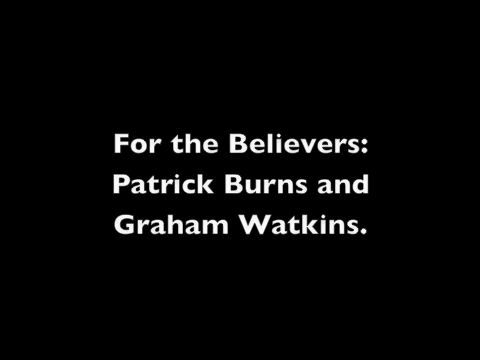 For the Believers:
Patrick Burns and
Graham Watkins.